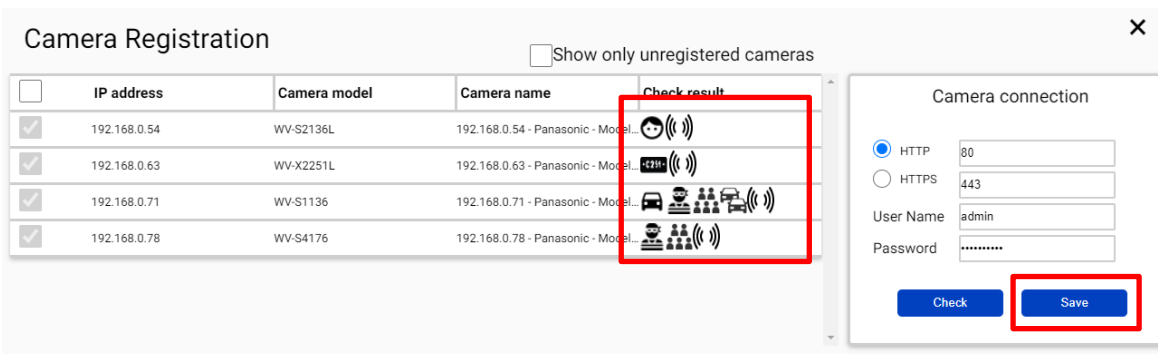 Camera Registration
Show only unregistered cameras
IP address Camera model Camera name Check result
192.168.0.54 WV-S2136L 192.168.0.54 - Panasonic - Model...
192.168.0.63 WV-X2251L 192.168.0.63 - Panasonic - Model...
192.168.0.71 WV-S1136 192.168.0.71 - Panasonic - Model...
192.168.0.78 WV-S4176 192.168.0.78 - Panasonic - Model...
Camera connection
HTTP 80
HTTPS 443
User Name admin
Password ••••••••••
Check Save